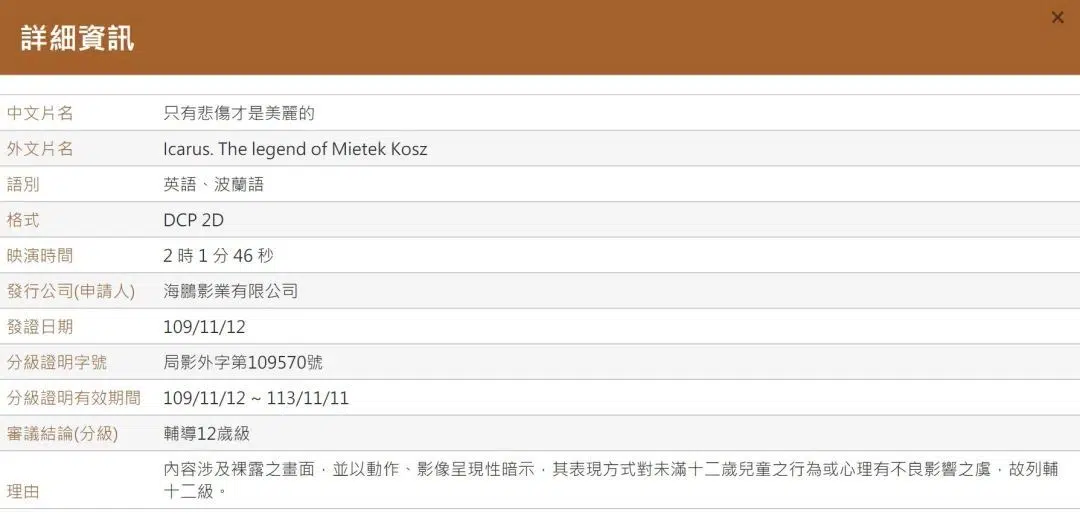 詳細資訊
中文片名 只有悲傷才是美麗的
外文片名 Icarus. The legend of Mietek Kosz
語別 英語、波蘭語
格式 DCP 2D
映演時間 2 時 1 分 46 秒
發行公司(申請人) 海鵬影業有限公司
發證日期 109/11/12
分級證明字號 局影外字第109570號
分級證明有效期間 109/11/12 ~ 113/11/11
審議結論(分級) 輔導12歲級
理由 內容涉及裸露之畫面，並以動作、影像呈現性暗示，其表現方式對未滿十二歲兒童之行為或心理有不良影響之虞，故列輔
十二級。